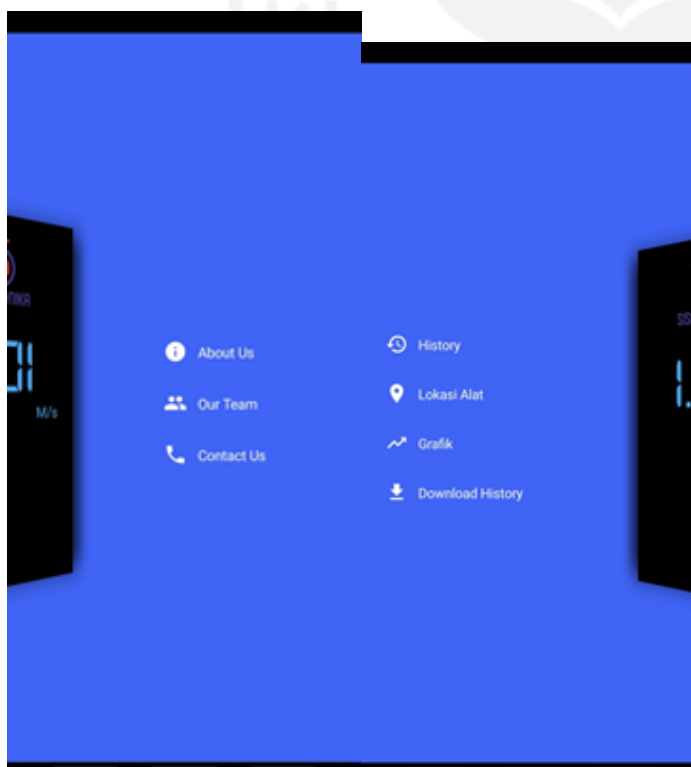 M/s
About Us
Our Team
Contact Us
History
Lokasi Alat
Grafik
Download History